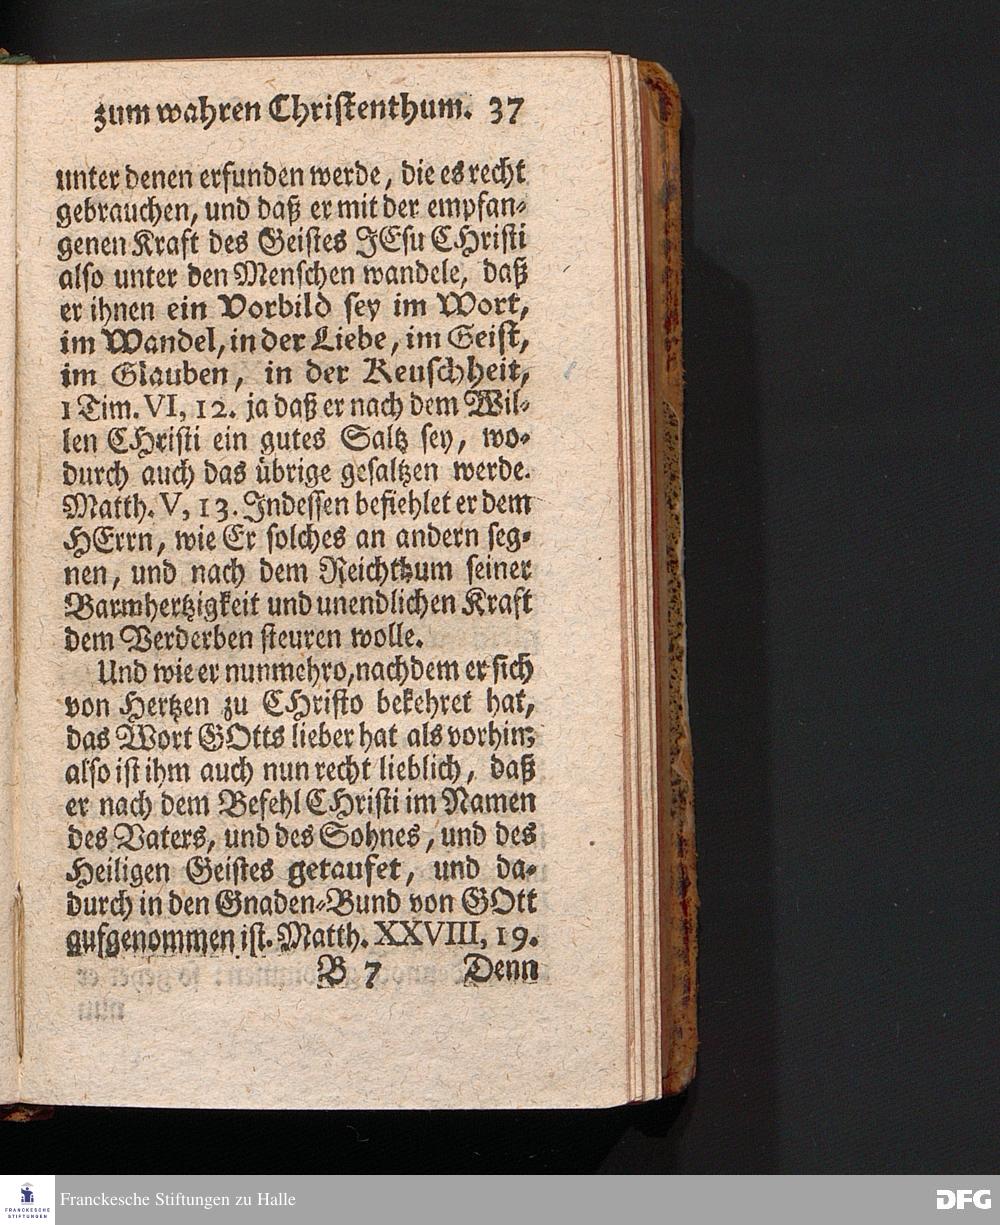 zum wahren Christenthum. 37
unter denen erfunden werde, die es recht
gebrauchen, und daß er mit der empfan-
genen Kraft des Geistes JEsu CHristi
also unter den Menschen wandele, daß
er ihnen ein Vorbild sey im Wort,
im Wandel, in der Liebe, im Geist,
im Glauben, in der Keuschheit,
1 Tim. VI, 12. ja daß er nach dem Wil-
len CHristi ein gutes Saltz sey, wo-
durch auch das übrige gesaltzen werde.
Matth. V, 13. Indessen befiehlet er dem
HErrn, wie Er solches an andern seg-
nen, und nach dem Reichthum seiner
Barmhertzigkeit und unendlichen Kraft
dem Verderben steuren wolle.
Und wie er nunmehro, nachdem er sich
von Hertzen zu CHristo bekehret hat,
das Wort GOtts lieber hat als vorhin;
also ist ihm auch nun recht lieblich, daß
er nach dem Befehl CHristi im Namen
des Vaters, und des Sohnes, und des
Heiligen Geistes getaufet, und da-
durch in den Gnaden-Bund von GOtt
aufgenommen ist. Matth. XXVIII, 19.
B 7 Denn
FRANCKESCHE STIFTUNGEN
Franckesche Stiftungen zu Halle
DFG